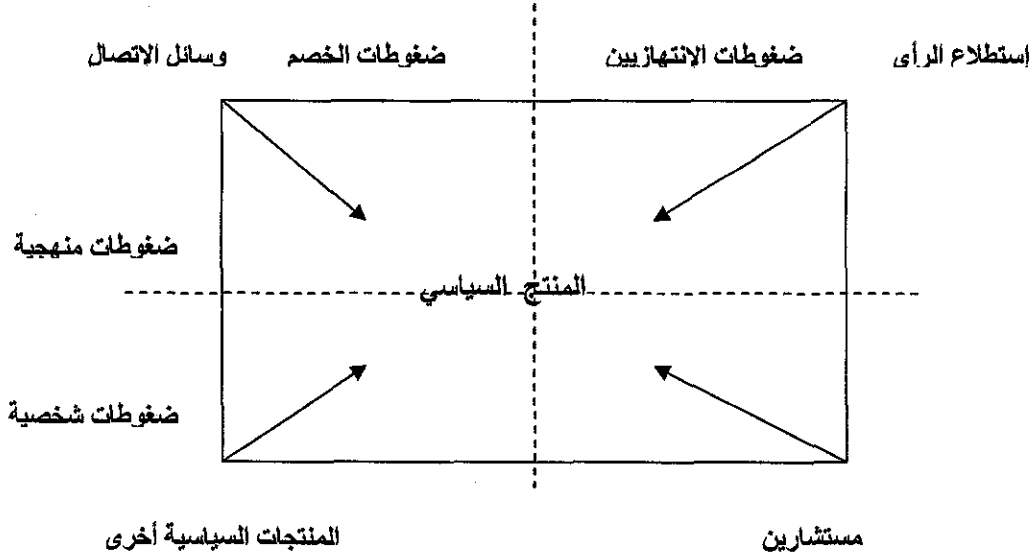 إستطلاع الرأى ضغوطات الإنتهازيين ضغوطات الخصم وسائل الاتصال
ضغوطات منهجية
المنتج السياسي
ضغوطات شخصية
مستشارين المنتجات السياسية أخرى